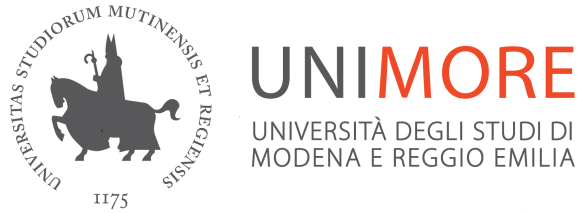 UNIVERSITAS STUDIORUM MUTINENSIS ET REGIENSIS
1175
UNIMORE
UNIVERSITÀ DEGLI STUDI DI
MODENA E REGGIO EMILIA